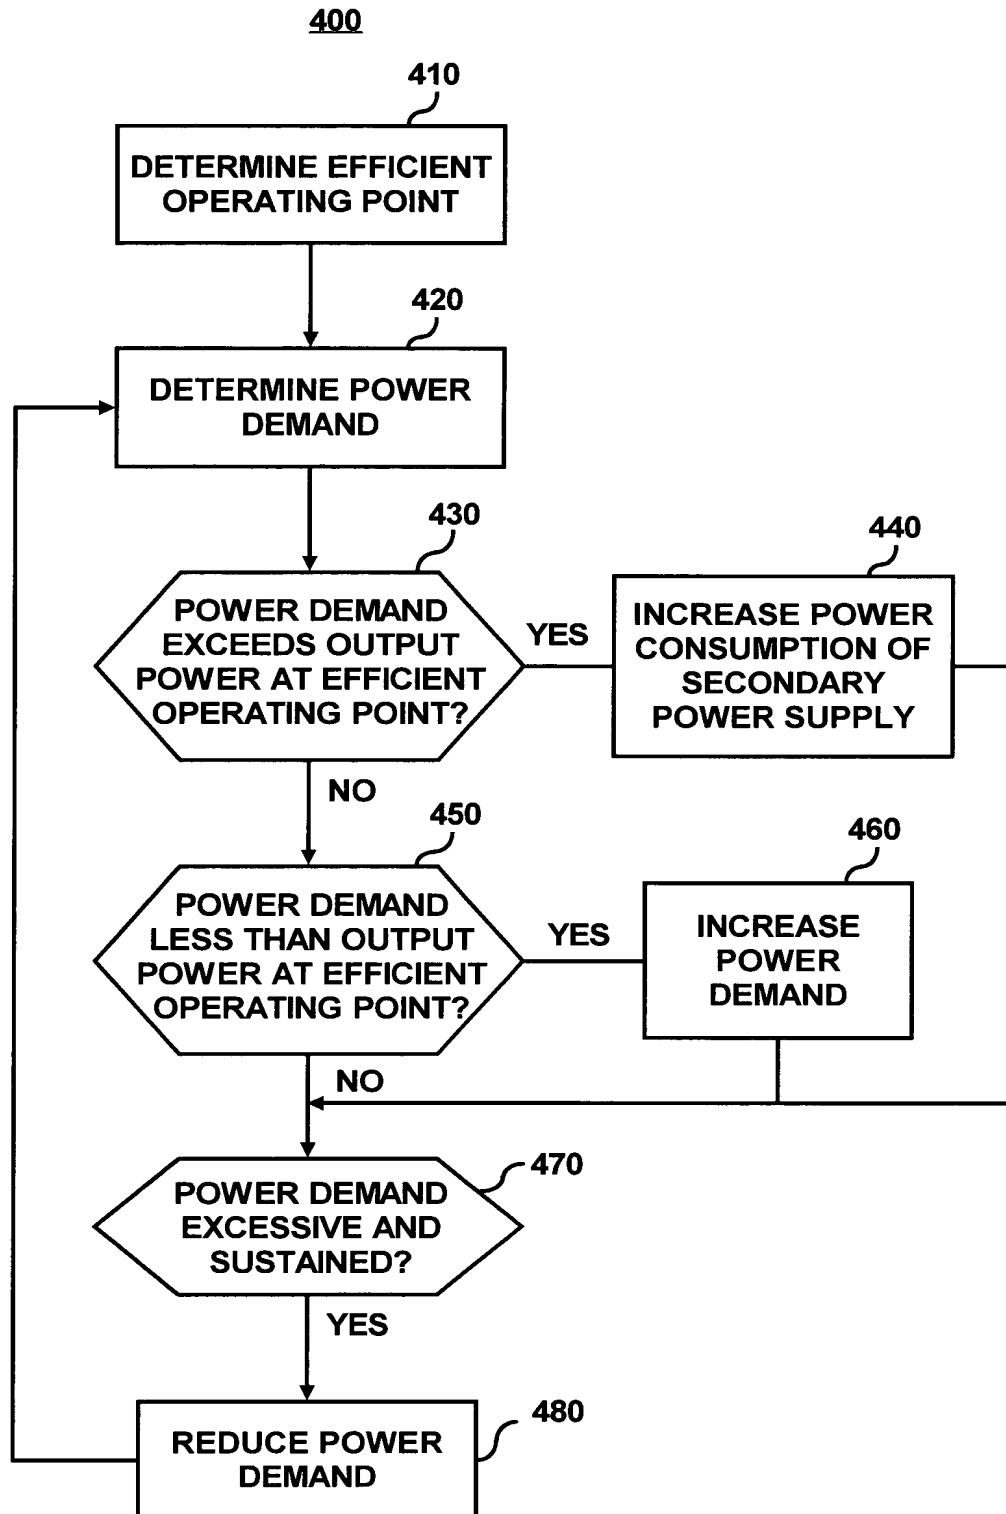 400
410
DETERMINE EFFICIENT
OPERATING POINT
420
DETERMINE POWER
DEMAND
430
POWER DEMAND
EXCEEDS OUTPUT
POWER AT EFFICIENT
OPERATING POINT?
YES
440
INCREASE POWER
CONSUMPTION OF
SECONDARY
POWER SUPPLY
NO
450
POWER DEMAND
LESS THAN OUTPUT
POWER AT EFFICIENT
OPERATING POINT?
YES
460
INCREASE
POWER
DEMAND
NO
470
POWER DEMAND
EXCESSIVE AND
SUSTAINED?
YES
480
REDUCE POWER
DEMAND